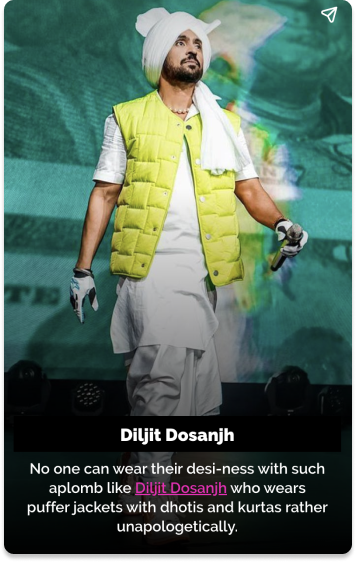 Diljit Dosanjh
No one can wear their desi-ness with such
aplomb like Diljit Dosanjh who wears
puffer jackets with dhotis and kurtas rather
unapologetically.